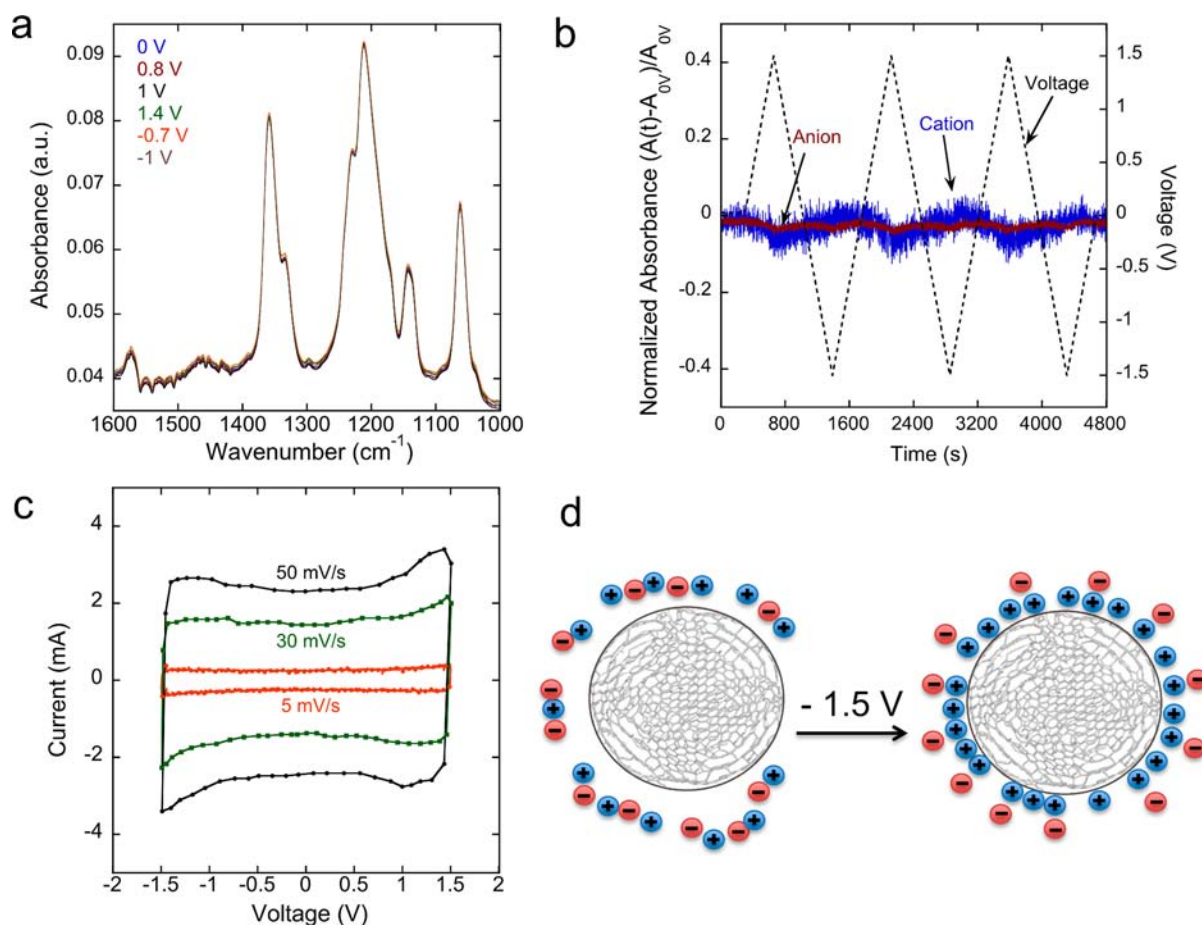 a
0 V
0.8 V
1 V
1.4 V
-0.7 V
-1 V
Absorbance (a.u.)
0.09
0.08
0.07
0.06
0.05
0.04
1600 1500 1400 1300 1200 1100 1000
Wavenumber (cm-1)
b
Normalized Absorbance (A(t)-A0V)/A0V
0.4
0.2
0
-0.2
-0.4
Anion
Cation
Voltage
1.5
1
0.5
0
-0.5
-1
-1.5
Voltage (V)
0 800 1600 2400 3200 4000 4800
Time (s)
c
Current (mA)
4
2
0
-2
-4
50 mV/s
30 mV/s
5 mV/s
-2 -1.5 -1 -0.5 0 0.5 1 1.5 2
Voltage (V)
d
- 1.5 V